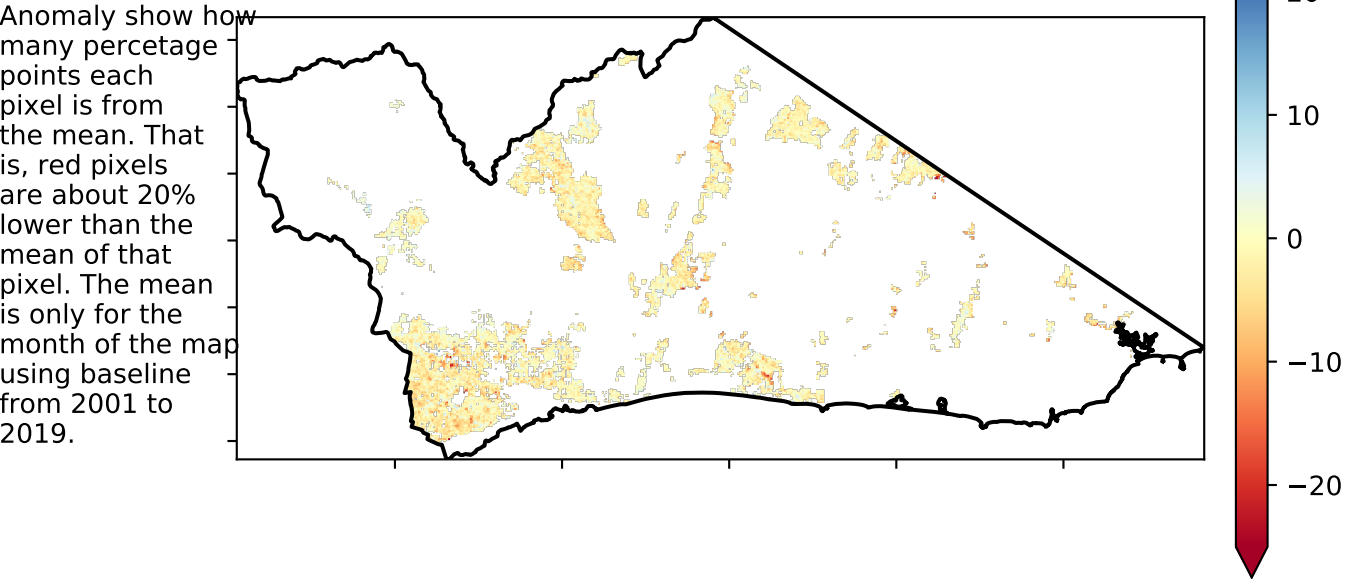 Anomaly show how
many percetage
points each
pixel is from
the mean. That
is, red pixels
are about 20%
lower than the
mean of that
pixel. The mean
is only for the
month of the map
using baseline
from 2001 to
2019.
10
0
−10
−20